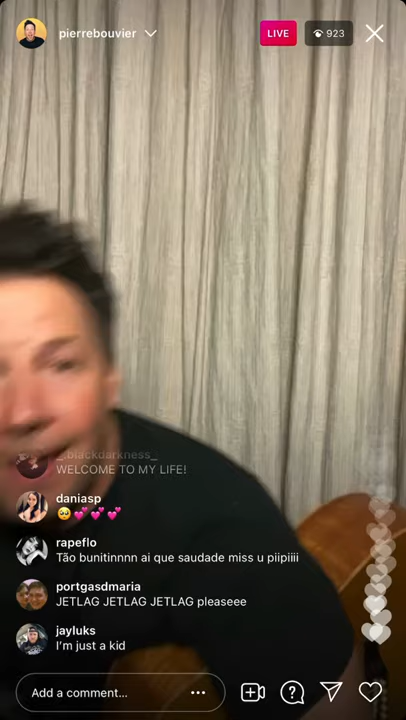 pierrebouvier
LIVE
923
_.blackdarkness_
WELCOME TO MY LIFE!
daniasp
🥺💕💕💕
rapeflo
Tão bunitinnnn ai que saudade miss u piipiiii
portgasdmaria
JETLAG JETLAG JETLAG pleaseee
jayluks
I'm just a kid
Add a comment...